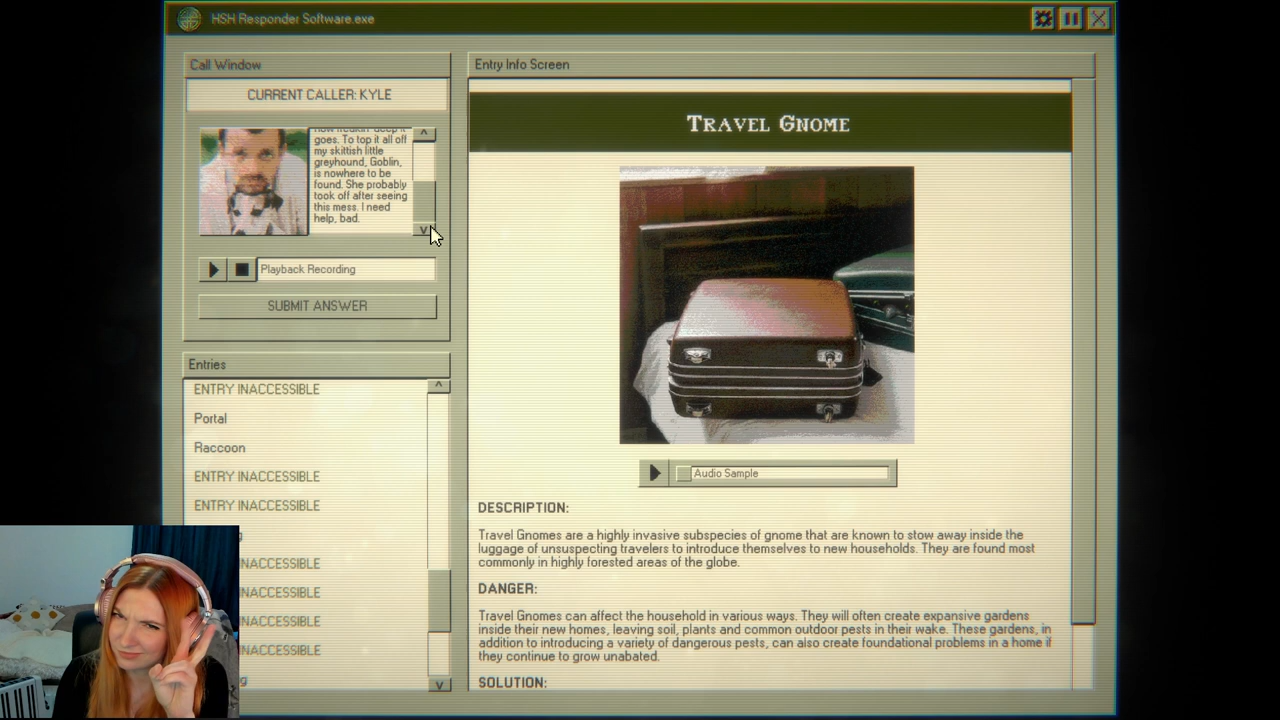 HSH Responder Software.exe
Call Window
CURRENT CALLER: KYLE
goes. To top it all off
my skittish little
greyhound, Goblin,
is nowhere to be
found. She probably
took off after seeing
this mess. I need
help, bad.
Playback Recording
SUBMIT ANSWER
Entries
ENTRY INACCESSIBLE
Portal
Raccoon
ENTRY INACCESSIBLE
ENTRY INACCESSIBLE
INACCESSIBLE
INACCESSIBLE
INACCESSIBLE
INACCESSIBLE
Entry Info Screen
TRAVEL GNOME
Audio Sample
DESCRIPTION:
Travel Gnomes are a highly invasive subspecies of gnome that are known to stow away inside the
luggage of unsuspecting travelers to introduce themselves to new households. They are found most
commonly in highly forested areas of the globe.
DANGER:
Travel Gnomes can affect the household in various ways. They will often create expansive gardens
inside their new homes, leaving soil, plants and common outdoor pests in their wake. These gardens, in
addition to introducing a variety of dangerous pests, can also create foundational problems in a home if
they continue to grow unabated.
SOLUTION: